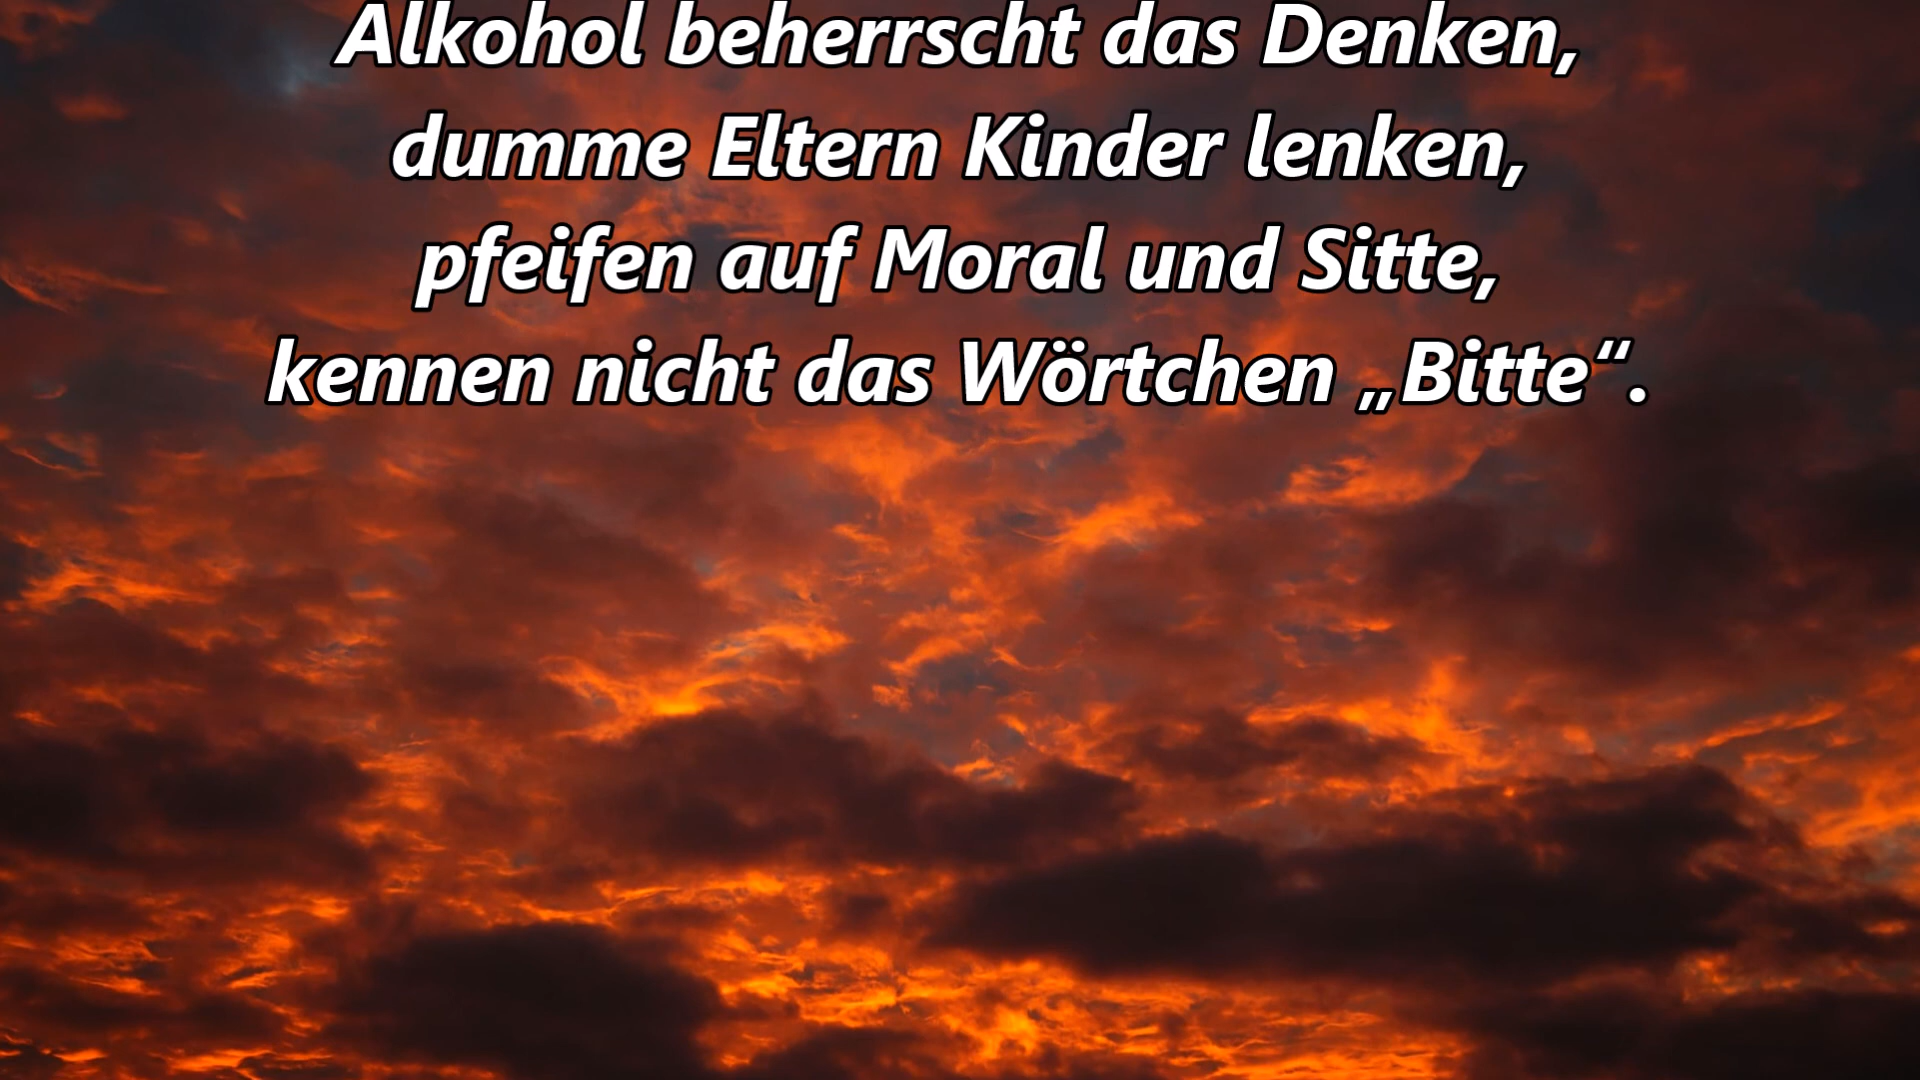 Alkohol beherrscht das Denken,
dumme Eltern Kinder lenken,
pfeifen auf Moral und Sitte,
kennen nicht das Wörtchen „Bitte“.